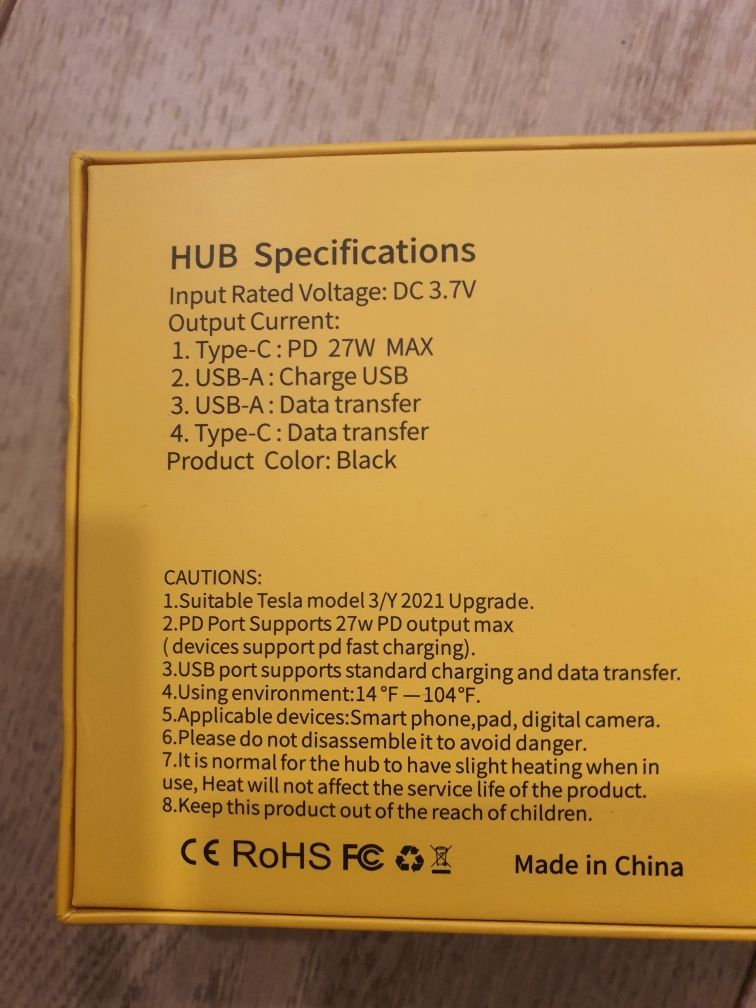 HUB Specifications
Input Rated Voltage: DC 3.7V
Output Current:
1. Type-C : PD 27W MAX
2. USB-A : Charge USB
3. USB-A : Data transfer
4. Type-C : Data transfer
Product Color: Black
CAUTIONS:
1.Suitable Tesla model 3/Y 2021 Upgrade.
2.PD Port Supports 27w PD output max
( devices support pd fast charging).
3.USB port supports standard charging and data transfer.
4.Using environment:14°F—104°F.
5.Applicable devices:Smart phone,pad, digital camera.
6.Please do not disassemble it to avoid danger.
7.It is normal for the hub to have slight heating when in
use, Heat will not affect the service life of the product.
8.Keep this product out of the reach of children.
CE RoHS FC Made in China